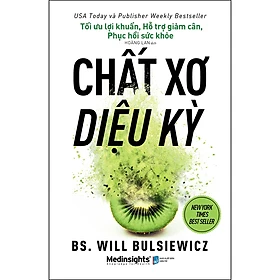 USA Today và Publisher Weekly Bestseller
Tối ưu lợi khuẩn, Hỗ trợ giảm cân,
Phục hồi sức khỏe
HOÀNG LAN dịch
CHẤT XƠ
DIỆU KỲ
NEW YORK
TIMES BEST
SELLER
BS. WILL BULSIEWICZ
Medinsights